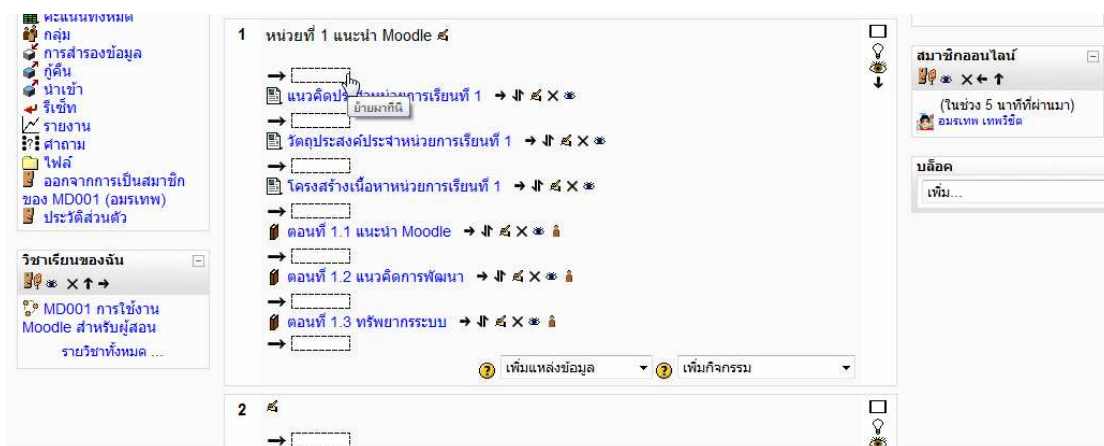 คะแนนทั้งหมด
กลุ่ม
การสำรองข้อมูล
กู้คืน
นำเข้า
รีเซ็ท
รายงาน
คำถาม
ไฟล์
ออกจากการเป็นสมาชิก
ของ MD001 (อมรเทพ)
ประวัติส่วนตัว
วิชาเรียนของฉัน
MD001 การใช้งาน
Moodle สำหรับผู้สอน
รายวิชาทั้งหมด ...
1 หน่วยที่ 1 แนะนำ Moodle
ย้ายมาที่นี่
แนวคิดประจำหน่วยการเรียนที่ 1
วัตถุประสงค์ประจำหน่วยการเรียนที่ 1
โครงสร้างเนื้อหาหน่วยการเรียนที่ 1
ตอนที่ 1.1 แนะนำ Moodle
ตอนที่ 1.2 แนวคิดการพัฒนา
ตอนที่ 1.3 ทรัพยากรระบบ
เพิ่มแหล่งข้อมูล
เพิ่มกิจกรรม
2
สมาชิกออนไลน์
(ในช่วง 5 นาทีที่ผ่านมา)
อมรเทพ เทพวิชิต
บล็อค
เพิ่ม...